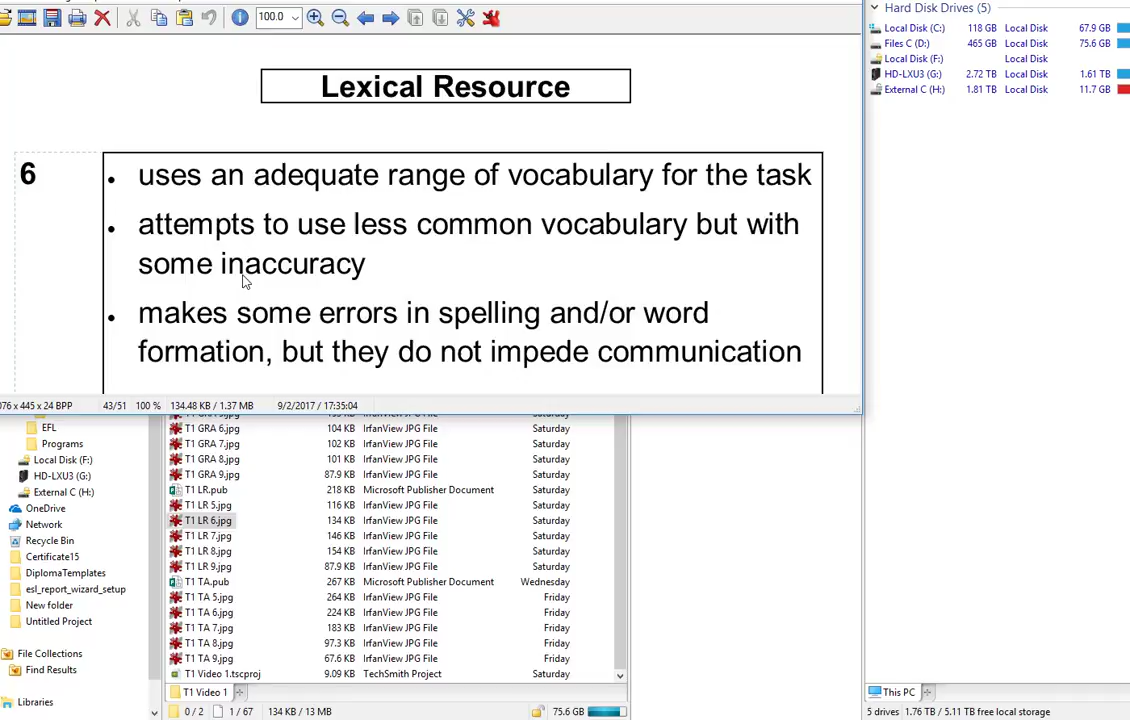 100.0
Lexical Resource
6
• uses an adequate range of vocabulary for the task
• attempts to use less common vocabulary but with
some inaccuracy
• makes some errors in spelling and/or word
formation, but they do not impede communication
43/51 100 % 134.48 KB / 1.37 MB 9/2/2017 / 17:35:04
Hard Disk Drives (5)
Local Disk (C:) 118 GB Local Disk 67.9 GB
Files C (D:) 465 GB Local Disk 75.6 GB
Local Disk (F:) Local Disk
HD-LXU3 (G:) 2.72 TB Local Disk 1.61 TB
External C (H:) 1.81 TB Local Disk 11.7 GB
EFL
Programs
Local Disk (F:)
HD-LXU3 (G:)
External C (H:)
OneDrive
Network
Recycle Bin
Certificate15
DiplomaTemplates
esl_report_wizard_setup
New folder
Untitled Project
File Collections
Find Results
Libraries
T1 GRA 6.jpg 104 KB IrfanView JPG File Saturday
T1 GRA 7.jpg 102 KB IrfanView JPG File Saturday
T1 GRA 8.jpg 101 KB IrfanView JPG File Saturday
T1 GRA 9.jpg 87.9 KB IrfanView JPG File Saturday
T1 LR.pub 218 KB Microsoft Publisher Document Saturday
T1 LR 5.jpg 116 KB IrfanView JPG File Saturday
T1 LR 6.jpg 134 KB IrfanView JPG File Saturday
T1 LR 7.jpg 146 KB IrfanView JPG File Saturday
T1 LR 8.jpg 154 KB IrfanView JPG File Saturday
T1 LR 9.jpg 87.9 KB IrfanView JPG File Saturday
T1 TA.pub 267 KB Microsoft Publisher Document Wednesday
T1 TA 5.jpg 264 KB IrfanView JPG File Friday
T1 TA 6.jpg 224 KB IrfanView JPG File Friday
T1 TA 7.jpg 183 KB IrfanView JPG File Friday
T1 TA 8.jpg 97.3 KB IrfanView JPG File Friday
T1 TA 9.jpg 67.6 KB IrfanView JPG File Friday
T1 Video 1.tscproj 9.09 KB TechSmith Project Saturday
T1 Video 1
0 / 2 1 / 67 134 KB / 13 MB 75.6 GB
This PC
5 drives 1.76 TB / 5.11 TB free local storage